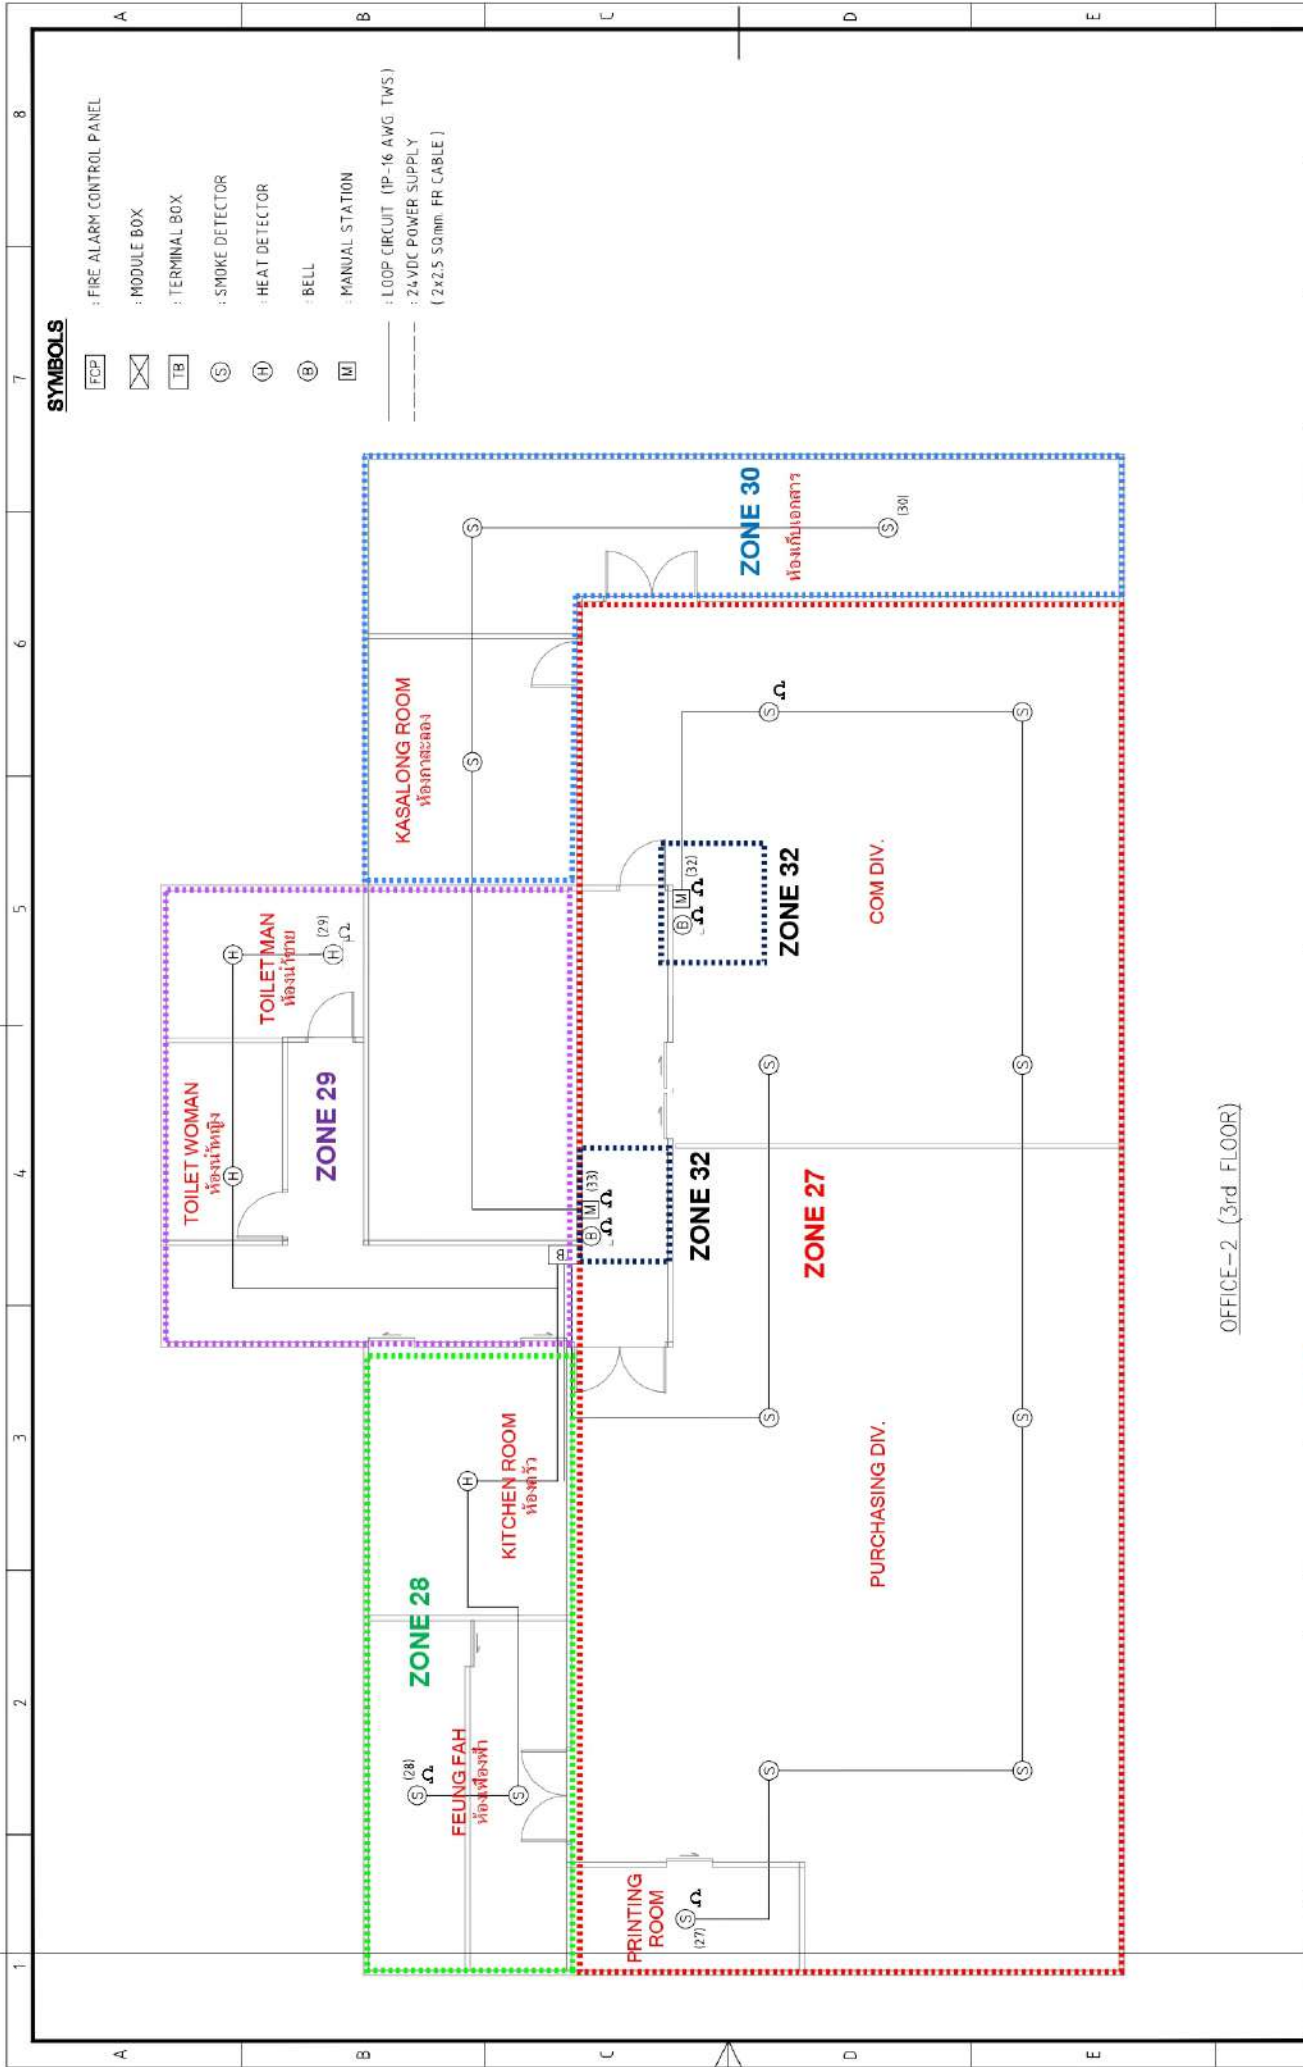 1 2 3 4 5 6 7 8
A
B
C
D
E
A
B
C
D
E
SYMBOLS
FCP : FIRE ALARM CONTROL PANEL
: MODULE BOX
TB : TERMINAL BOX
S : SMOKE DETECTOR
H : HEAT DETECTOR
B : BELL
M : MANUAL STATION
: LOOP CIRCUIT (1P-16 AWG. TWS.)
: 24VDC POWER SUPPLY
( 2x2.5 SQmm. FR CABLE )
TOILET WOMAN
ห้องน้ำหญิง
H
H
TOILET MAN
ห้องน้ำชาย
(29)
H Ω
ZONE 29
ZONE 28
(28)
S Ω
FEUNG FAH
ห้องเฟื่องฟ้า
S
H
KITCHEN ROOM
ห้องครัว
KASALONG ROOM
ห้องกาสะลอง
S
S
B
B Ω M Ω (33)
ZONE 32
B Ω M Ω (32)
ZONE 32
ZONE 30
ห้องเก็บเอกสาร
S (30)
PRINTING
ROOM
S Ω
(27)
S
S
S
S Ω
ZONE 27
PURCHASING DIV.
COM DIV.
S
S
S
S
OFFICE-2 (3rd FLOOR)